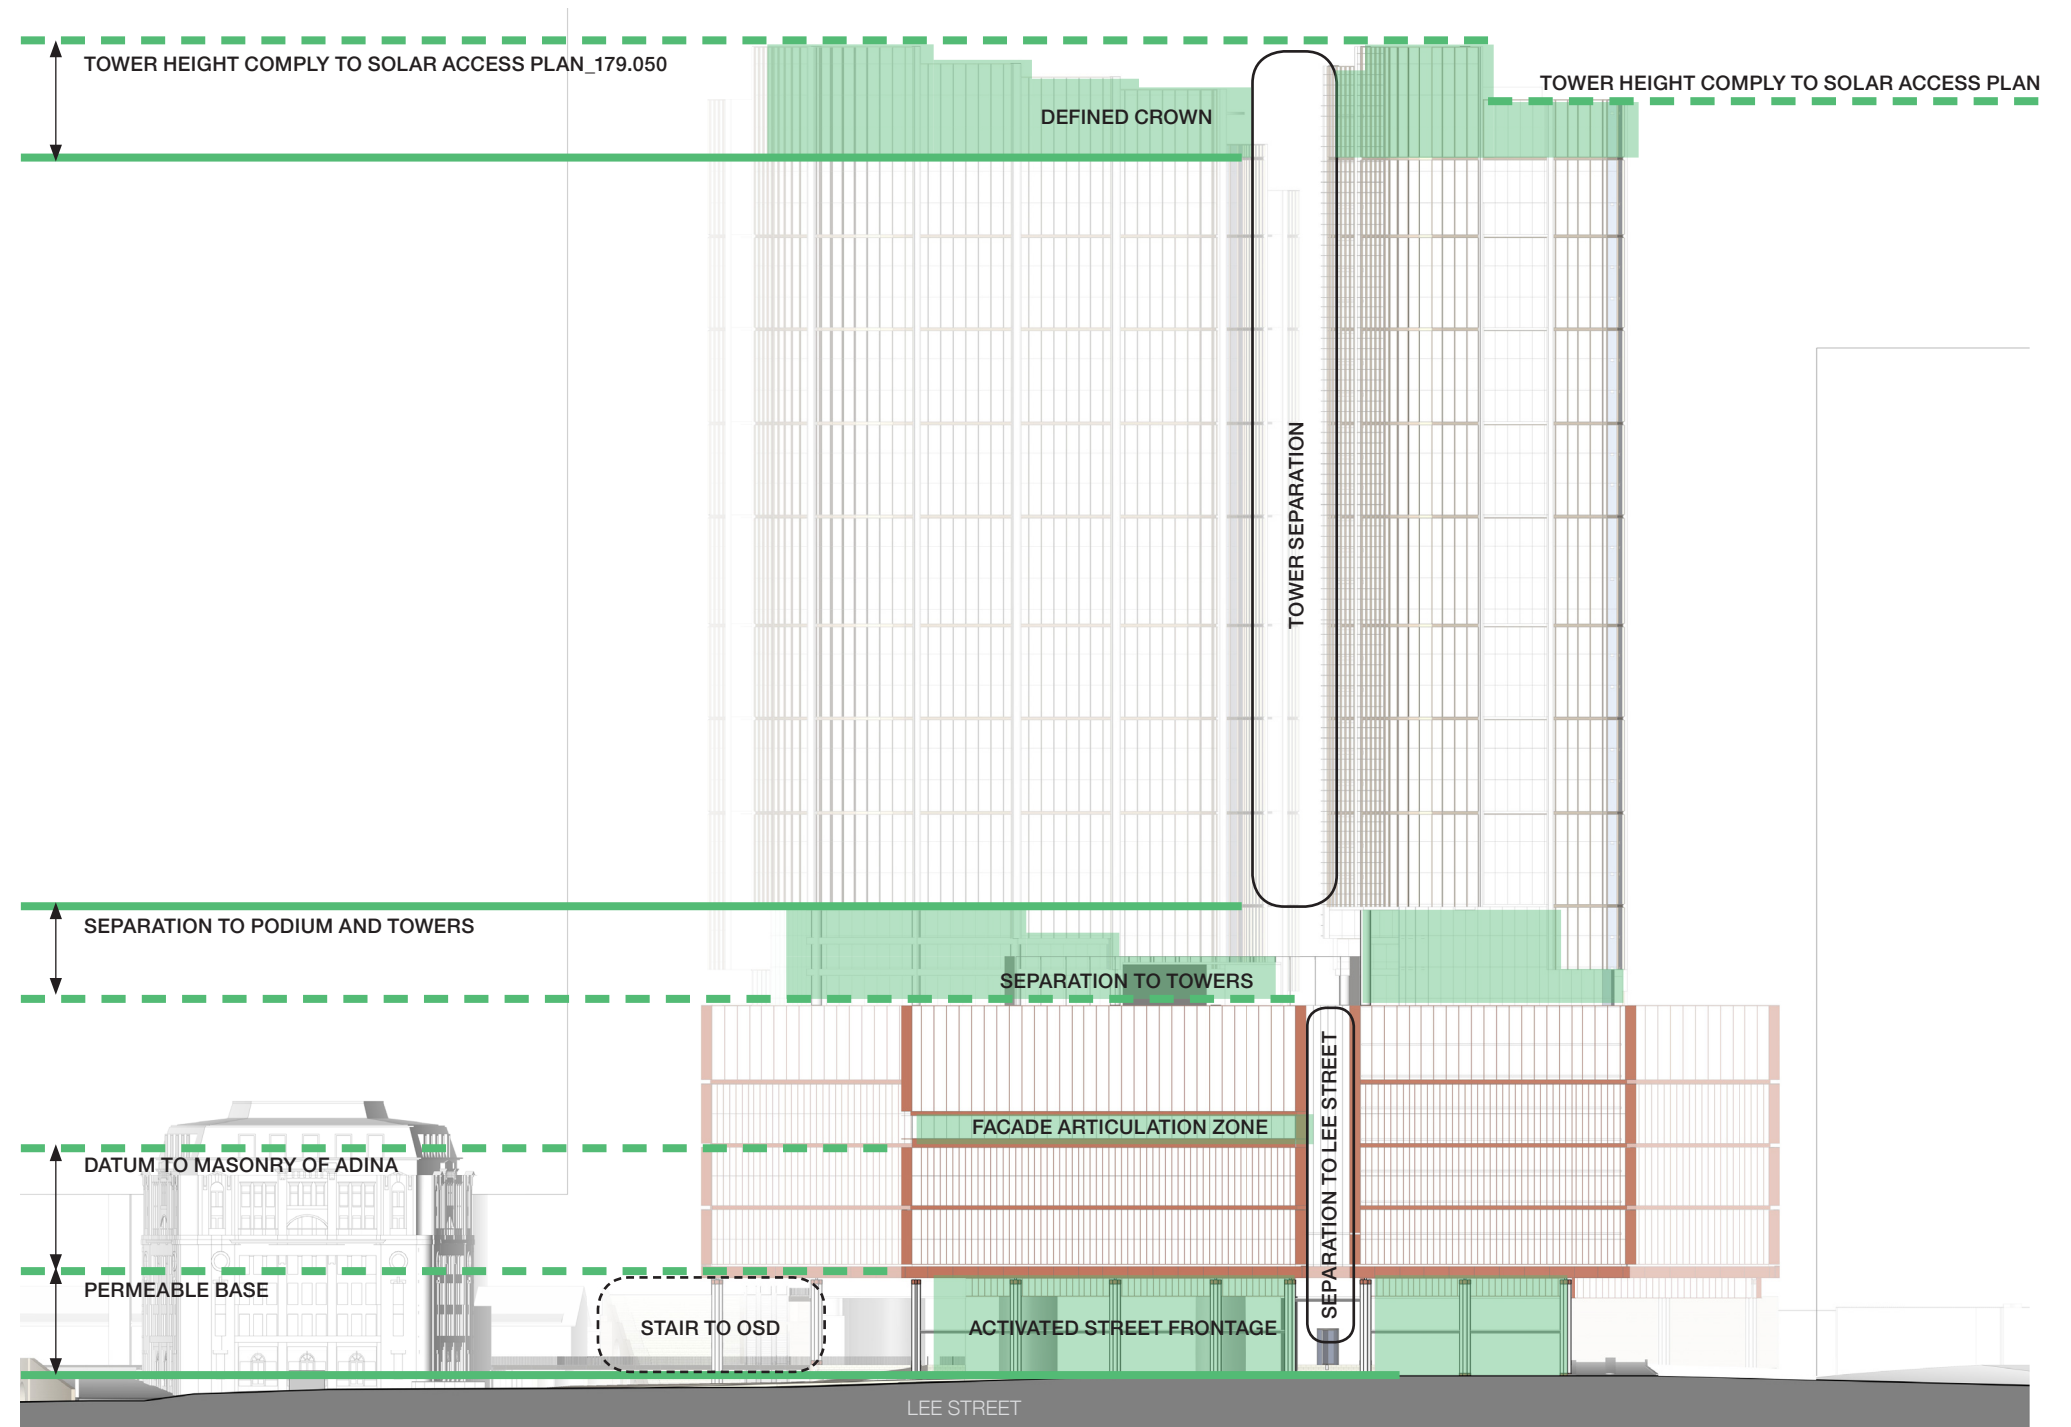 TOWER HEIGHT COMPLY TO SOLAR ACCESS PLAN_179.050
TOWER HEIGHT COMPLY TO SOLAR ACCESS PLAN
DEFINED CROWN
TOWER SEPARATION
SEPARATION TO PODIUM AND TOWERS
SEPARATION TO TOWERS
SEPARATION TO LEE STREET
FACADE ARTICULATION ZONE
DATUM TO MASONRY OF ADINA
PERMEABLE BASE
STAIR TO OSD
ACTIVATED STREET FRONTAGE
LEE STREET